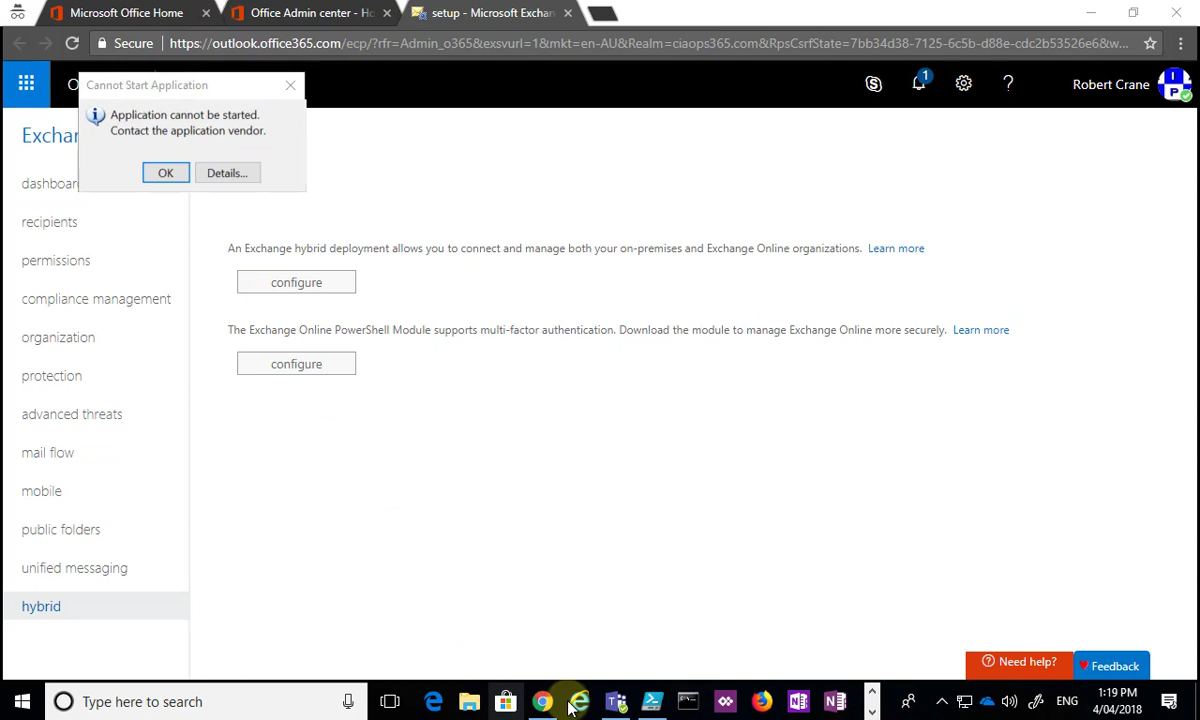 Microsoft Office Home
Office Admin center - Ho
setup - Microsoft Exchan
Secure
https://outlook.office365.com/ecp/?rfr=Admin_o365&exsvurl=1&mkt=en-AU&Realm=ciaops365.com&RpsCsrfState=7bb34d38-7125-6c5b-d88e-cdc2b53526e6&w...
O
1
?
Robert Crane
I
P
Cannot Start Application
Application cannot be started.
Contact the application vendor.
OK
Details...
Exchan
dashboard
recipients
permissions
compliance management
organization
protection
advanced threats
mail flow
mobile
public folders
unified messaging
hybrid
An Exchange hybrid deployment allows you to connect and manage both your on-premises and Exchange Online organizations. Learn more
configure
The Exchange Online PowerShell Module supports multi-factor authentication. Download the module to manage Exchange Online more securely. Learn more
configure
Need help?
Feedback
Type here to search
ENG
1:19 PM
4/04/2018